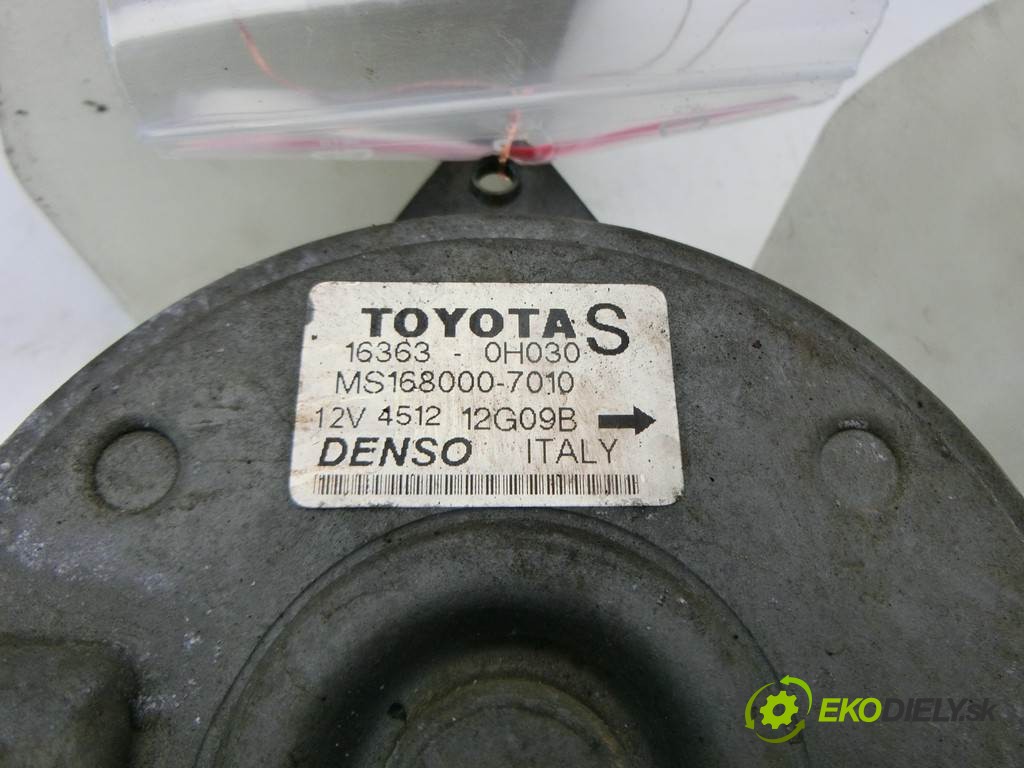 TOYOTA S
16363 - 0H030
MS168000-7010
12V 4512 12G09B
DENSO ITALY
EKODIELY.sk